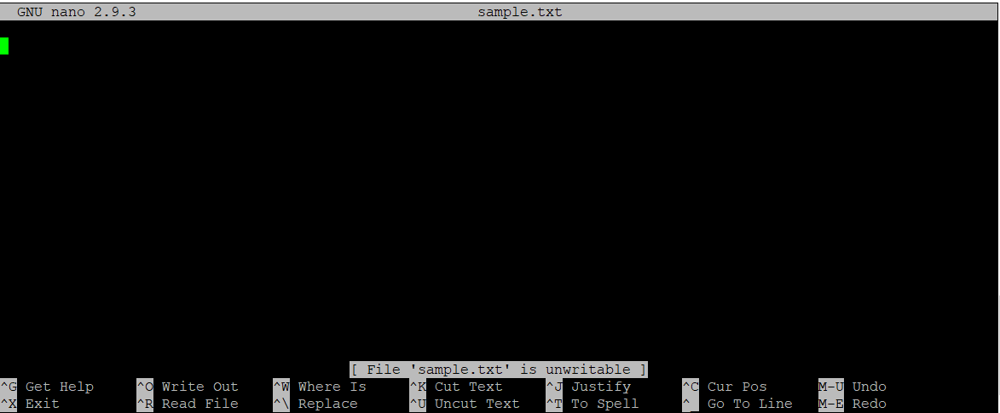 GNU nano 2.9.3 sample.txt
[ File 'sample.txt' is unwritable ]
^G Get Help ^O Write Out ^W Where Is ^K Cut Text ^J Justify ^C Cur Pos M-U Undo
^X Exit ^R Read File ^\ Replace ^U Uncut Text ^T To Spell ^_ Go To Line M-E Redo